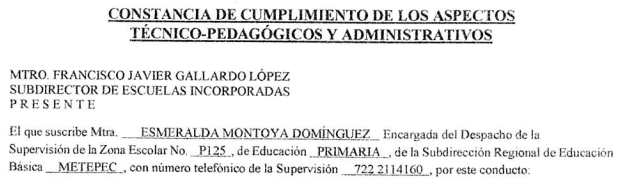 CONSTANCIA DE CUMPLIMIENTO DE LOS ASPECTOS
TÉCNICO-PEDAGÓGICOS Y ADMINISTRATIVOS
MTRO. FRANCISCO JAVIER GALLARDO LÓPEZ
SUBDIRECTOR DE ESCUELAS INCORPORADAS
P R E S E N T E
El que suscribe Mtra. ESMERALDA MONTOYA DOMÍNGUEZ Encargada del Despacho de la
Supervisión de la Zona Escolar No. P125, de Educación PRIMARIA, de la Subdirección Regional de Educación
Básica METEPEC, con número telefónico de la Supervisión 722 2114160, por este conducto: